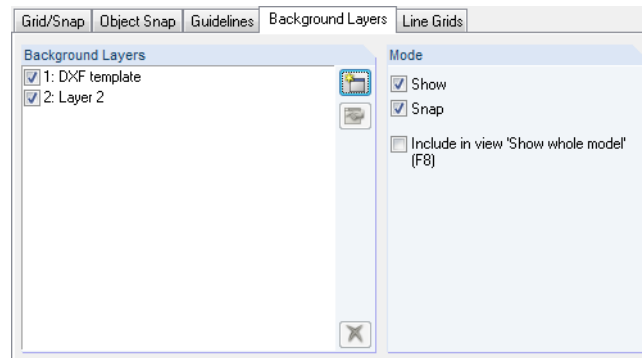 Grid/Snap Object Snap Guidelines Background Layers Line Grids
Background Layers
1: DXF template
2: Layer 2
Mode
Show
Snap
Include in view 'Show whole model'
(F8)